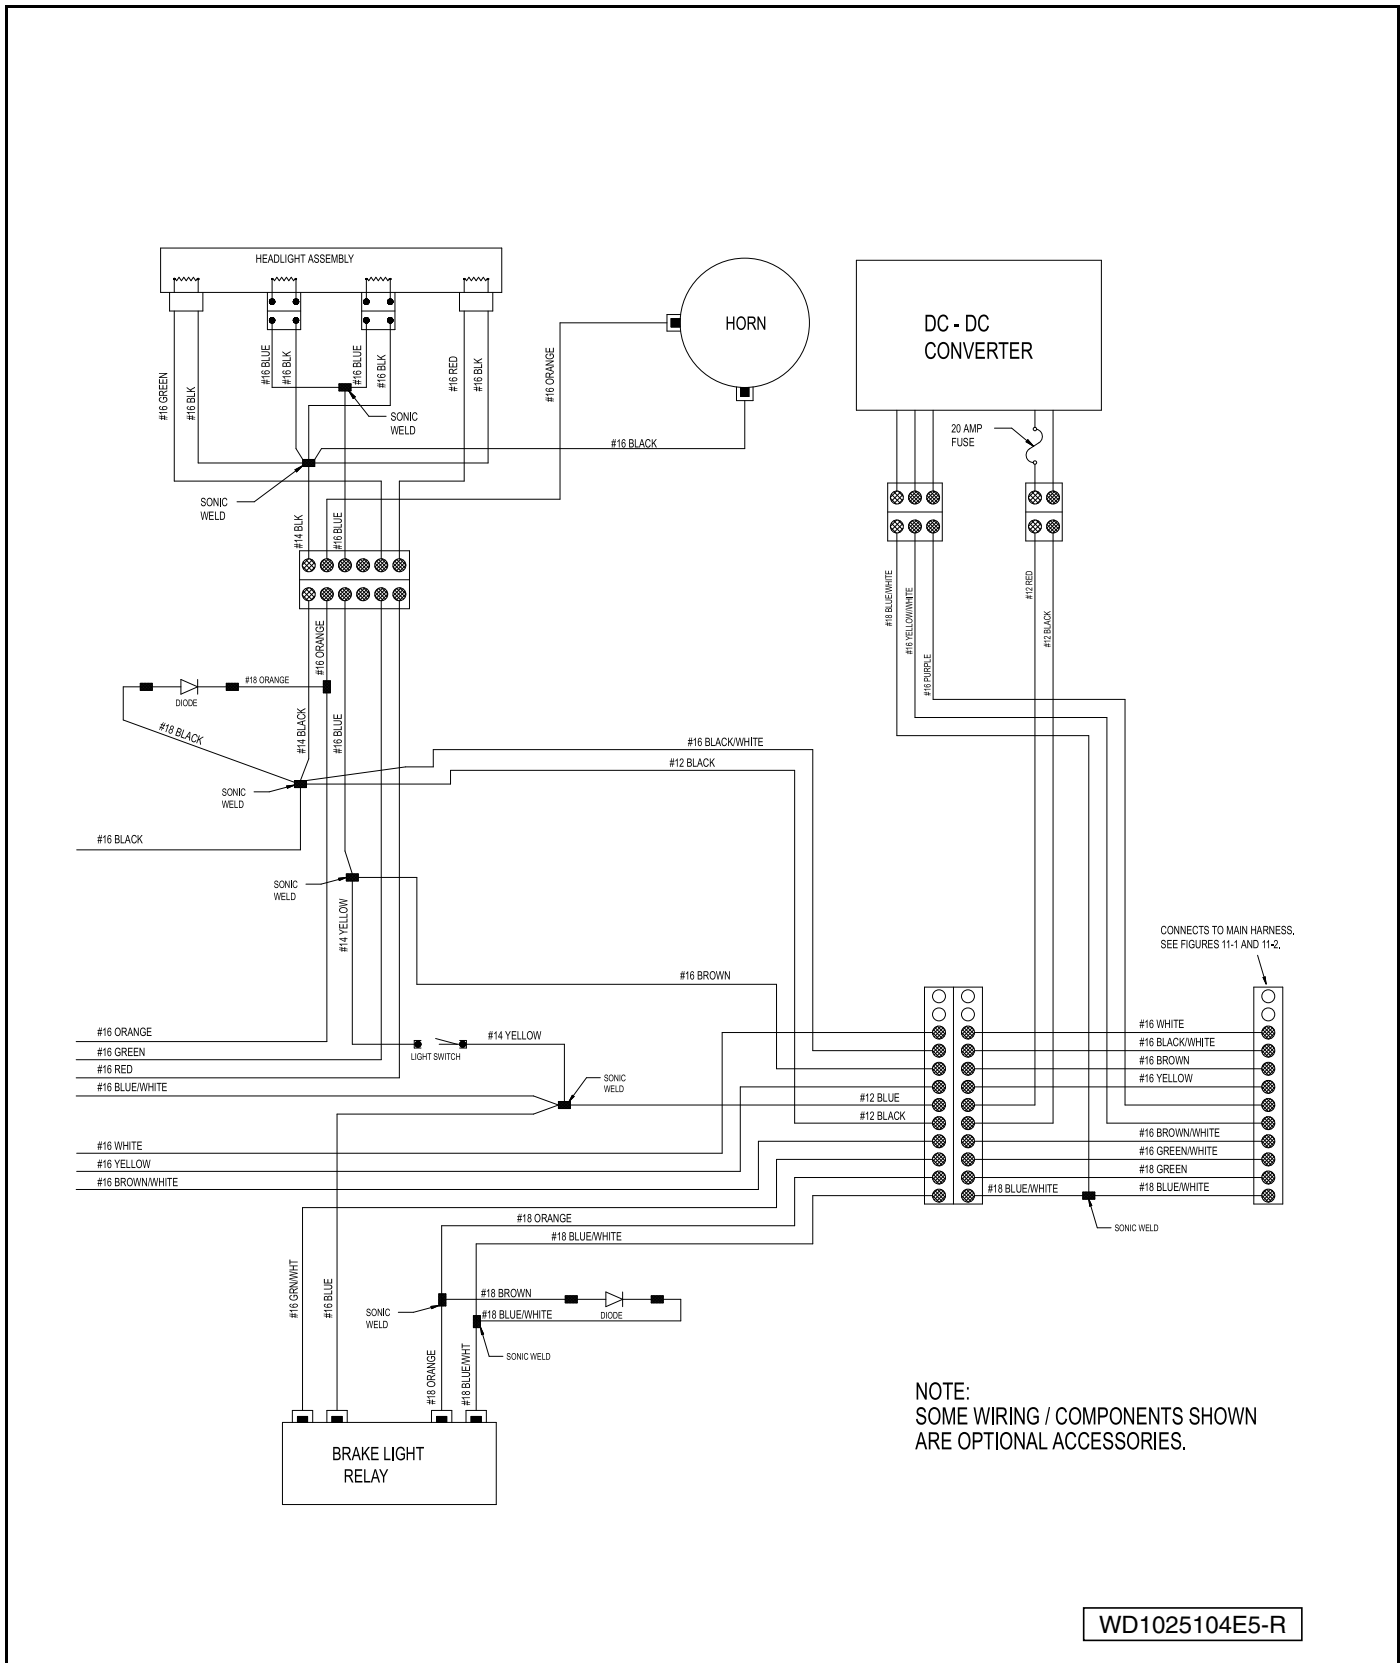 HEADLIGHT ASSEMBLY
HORN
DC - DC
CONVERTER
#16 GREEN
#16 BLK
#16 BLUE
#16 BLK
#16 BLUE
#16 BLK
#16 RED
#16 BLK
#16 ORANGE
SONIC
WELD
20 AMP
FUSE
#16 BLACK
SONIC
WELD
#14 BLK
#16 BLUE
#18 BLUE/WHITE
#16 YELLOW/WHITE
#16 PURPLE
#12 RED
#12 BLACK
#16 ORANGE
#18 ORANGE
DIODE
#18 BLACK
#14 BLACK
#16 BLUE
#16 BLACK/WHITE
#12 BLACK
SONIC
WELD
#16 BLACK
SONIC
WELD
#14 YELLOW
CONNECTS TO MAIN HARNESS.
SEE FIGURES 11-1 AND 11-2.
#16 BROWN
#16 ORANGE
#14 YELLOW
LIGHT SWITCH
#16 GREEN
#16 RED
#16 BLUE/WHITE
SONIC
WELD
#16 WHITE
#16 BLACK/WHITE
#16 BROWN
#16 YELLOW
#12 BLUE
#12 BLACK
#16 WHITE
#16 YELLOW
#16 BROWN/WHITE
#16 BROWN/WHITE
#16 GREEN/WHITE
#18 GREEN
#18 BLUE/WHITE
#18 BLUE/WHITE
SONIC WELD
#18 ORANGE
#18 BLUE/WHITE
#16 GRN/WHT
#16 BLUE
SONIC
WELD
#18 BROWN
#18 BLUE/WHITE
DIODE
SONIC WELD
#18 ORANGE
#18 BLUE/WHT
BRAKE LIGHT
RELAY
NOTE:
SOME WIRING / COMPONENTS SHOWN
ARE OPTIONAL ACCESSORIES.
WD1025104E5-R